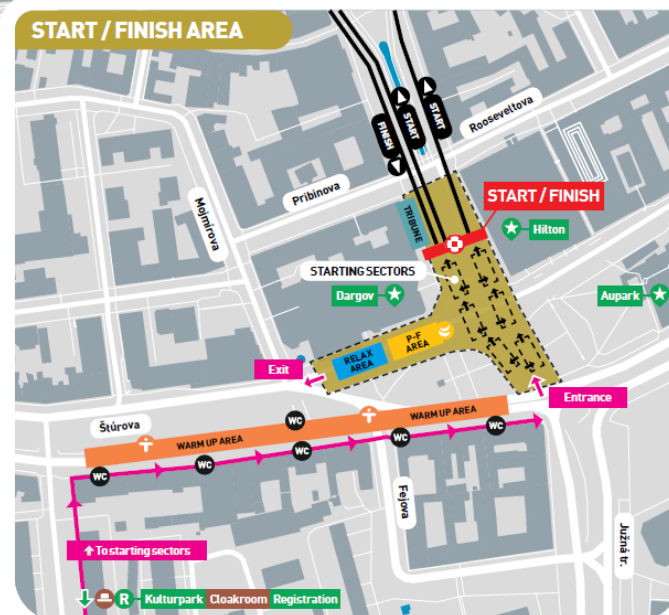 START / FINISH AREA
FINISH
START
START
Rooseveltova
Pribinova
Mojmírova
TRIBUNE
START / FINISH
Hilton
STARTING SECTORS
Dargov
Aupark
P-F
AREA
RELAX
AREA
Exit
Entrance
Štúrova
WARM UP AREA
WC
WARM UP AREA
WC
WC
WC
WC
WC
Fejova
Južná tr.
To starting sectors
R
Kulturpark
Cloakroom
Registration